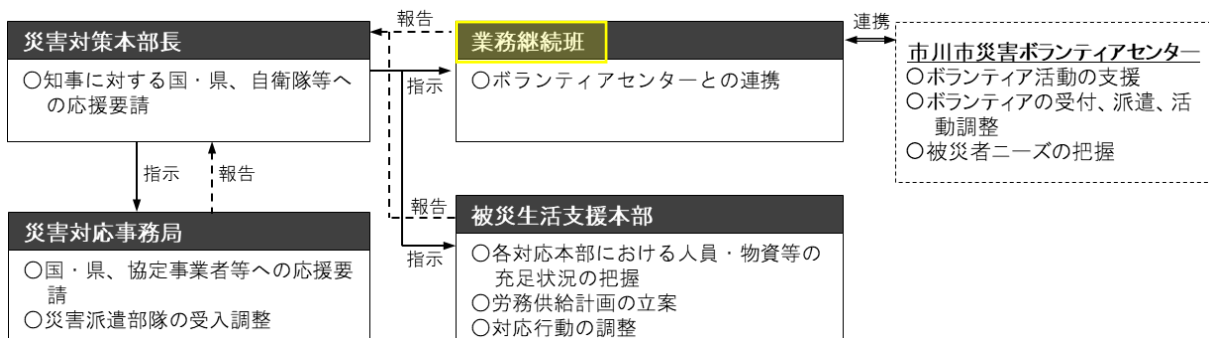 災害対策本部長
○知事に対する国・県、自衛隊等へ
の応援要請
報告
指示
業務継続班
○ボランティアセンターとの連携
連携
市川市災害ボランティアセンター
○ボランティア活動の支援
○ボランティアの受付、派遣、活
動調整
○被災者ニーズの把握
指示
報告
災害対応事務局
○国・県、協定事業者等への応援要
請
○災害派遣部隊の受入調整
報告
指示
被災生活支援本部
○各対応本部における人員・物資等の
充足状況の把握
○労務供給計画の立案
○対応行動の調整